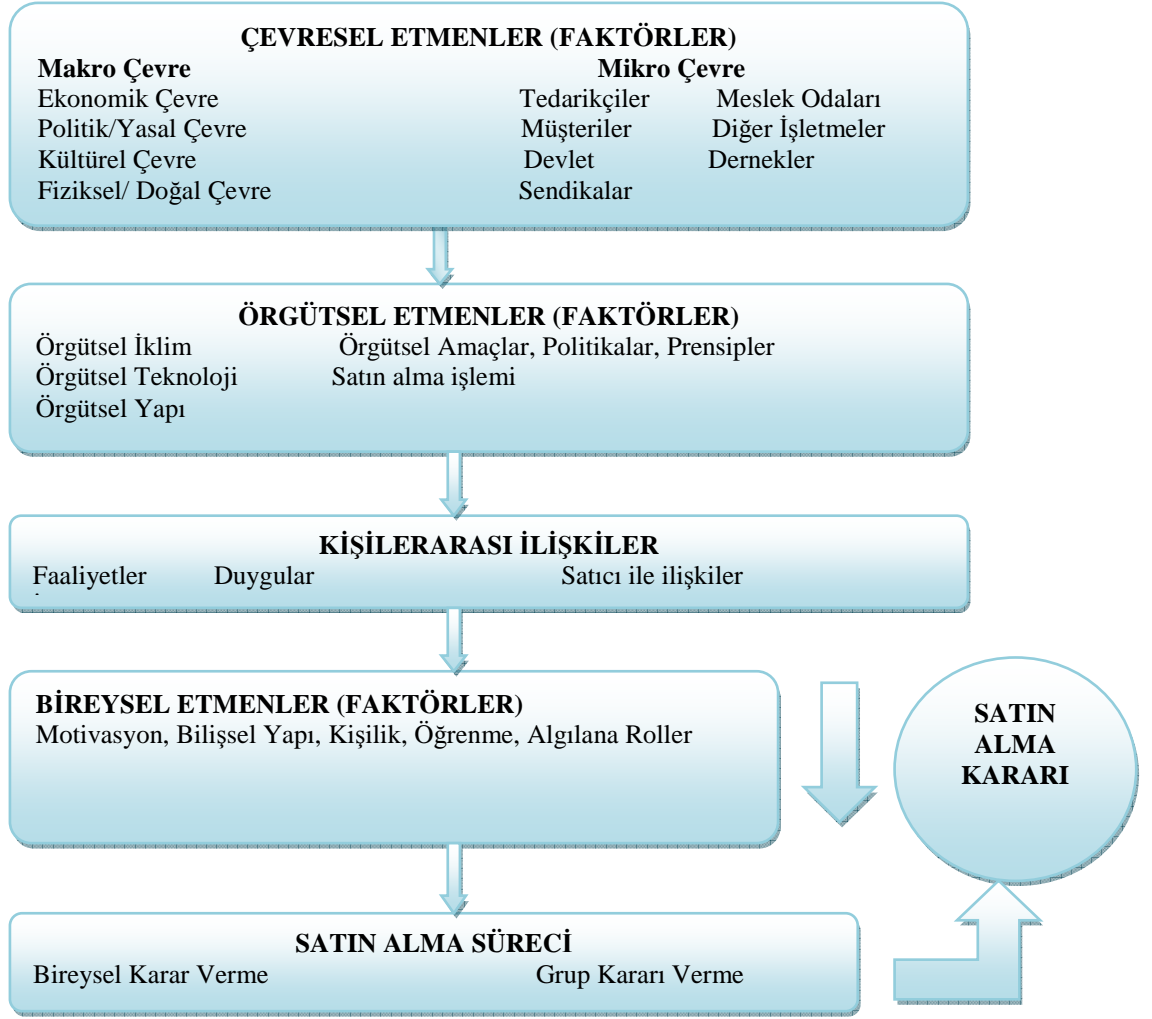 ÇEVRESEL ETMENLER (FAKTÖRLER)
Makro Çevre Mikro Çevre
Ekonomik Çevre Tedarikçiler Meslek Odaları
Politik/Yasal Çevre Müşteriler Diğer İşletmeler
Kültürel Çevre Devlet Dernekler
Fiziksel/ Doğal Çevre Sendikalar
ÖRGÜTSEL ETMENLER (FAKTÖRLER)
Örgütsel İklim Örgütsel Amaçlar, Politikalar, Prensipler
Örgütsel Teknoloji Satın alma işlemi
Örgütsel Yapı
KİŞİLERARASI İLİŞKİLER
Faaliyetler Duygular Satıcı ile ilişkiler
BİREYSEL ETMENLER (FAKTÖRLER)
Motivasyon, Bilişsel Yapı, Kişilik, Öğrenme, Algılana Roller
SATIN
ALMA
KARARI
SATIN ALMA SÜRECİ
Bireysel Karar Verme Grup Kararı Verme